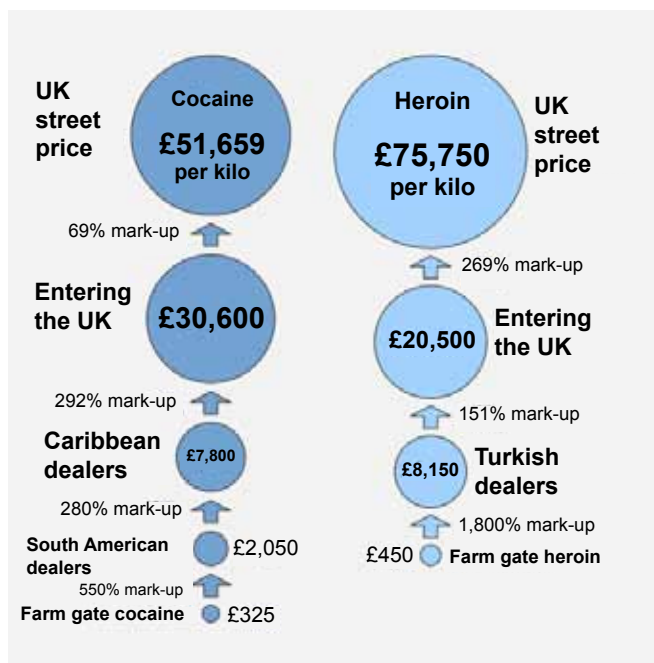 UK
street
price
Cocaine
£51,659
per kilo
69% mark-up
Entering
the UK
£30,600
292% mark-up
Caribbean
dealers
£7,800
280% mark-up
South American
dealers
£2,050
550% mark-up
Farm gate cocaine
£325
Heroin
£75,750
per kilo
UK
street
price
269% mark-up
£20,500
Entering
the UK
151% mark-up
£8,150
Turkish
dealers
1,800% mark-up
£450
Farm gate heroin